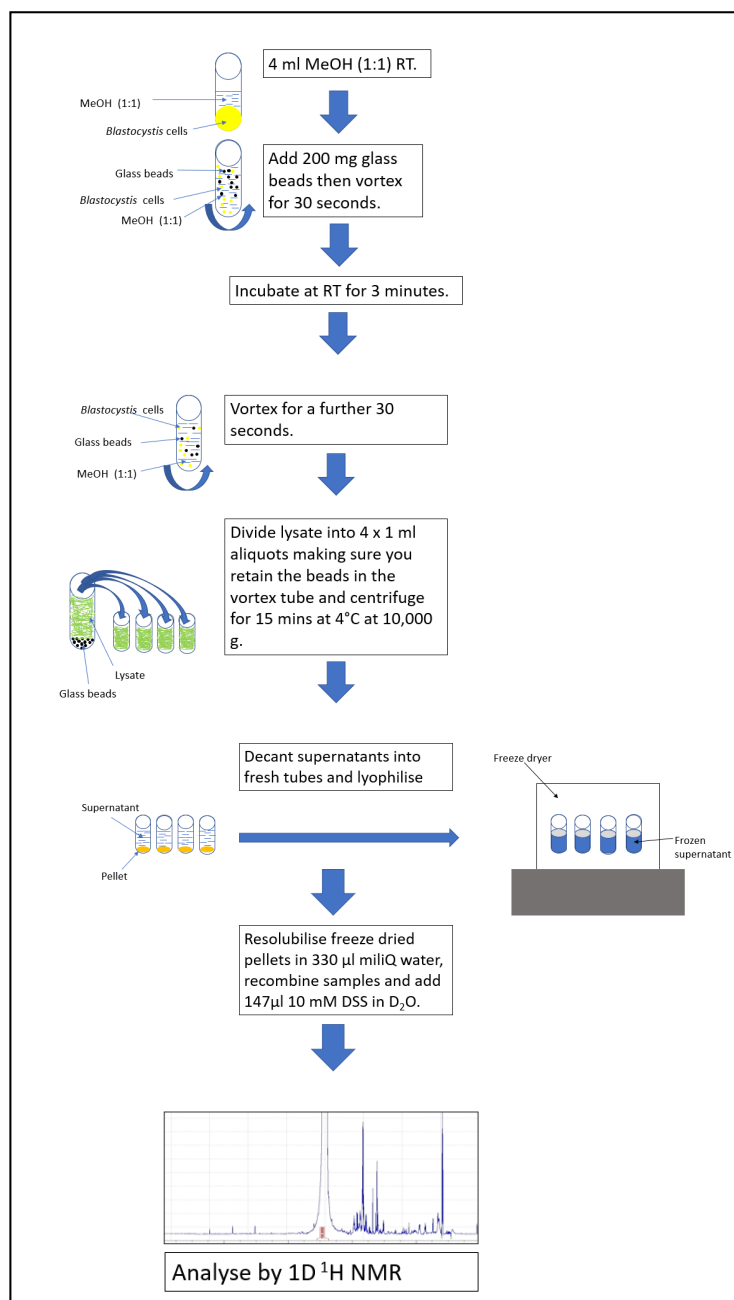 4 ml MeOH (1:1) RT.
MeOH (1:1)
Blastocystis cells
Add 200 mg glass
beads then vortex
for 30 seconds.
Glass beads
Blastocystis cells
MeOH (1:1)
Incubate at RT for 3 minutes.
Vortex for a further 30
seconds.
Blastocystis cells
Glass beads
MeOH (1:1)
Divide lysate into 4 x 1 ml
aliquots making sure you
retain the beads in the
vortex tube and centrifuge
for 15 mins at 4°C at 10,000
g.
Lysate
Glass beads
Decant supernatants into
fresh tubes and lyophilise
Freeze dryer
Supernatant
Pellet
Frozen
supernatant
Resolubilise freeze dried
pellets in 330 µl miliQ water,
recombine samples and add
147µl 10 mM DSS in D₂O.
Analyse by 1D ¹H NMR